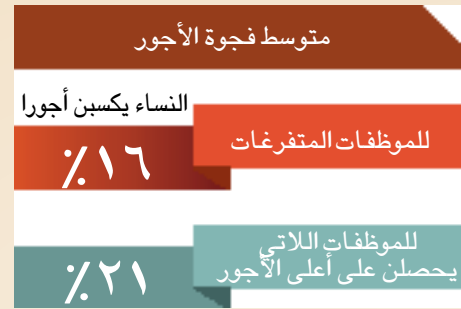 متوسط فجوة الأجور
النساء يكسبن أجورا
للموظفات المتفرغات
١٦٪
للموظفات اللاتي
يحصلن على أعلى الأجور
٢١٪